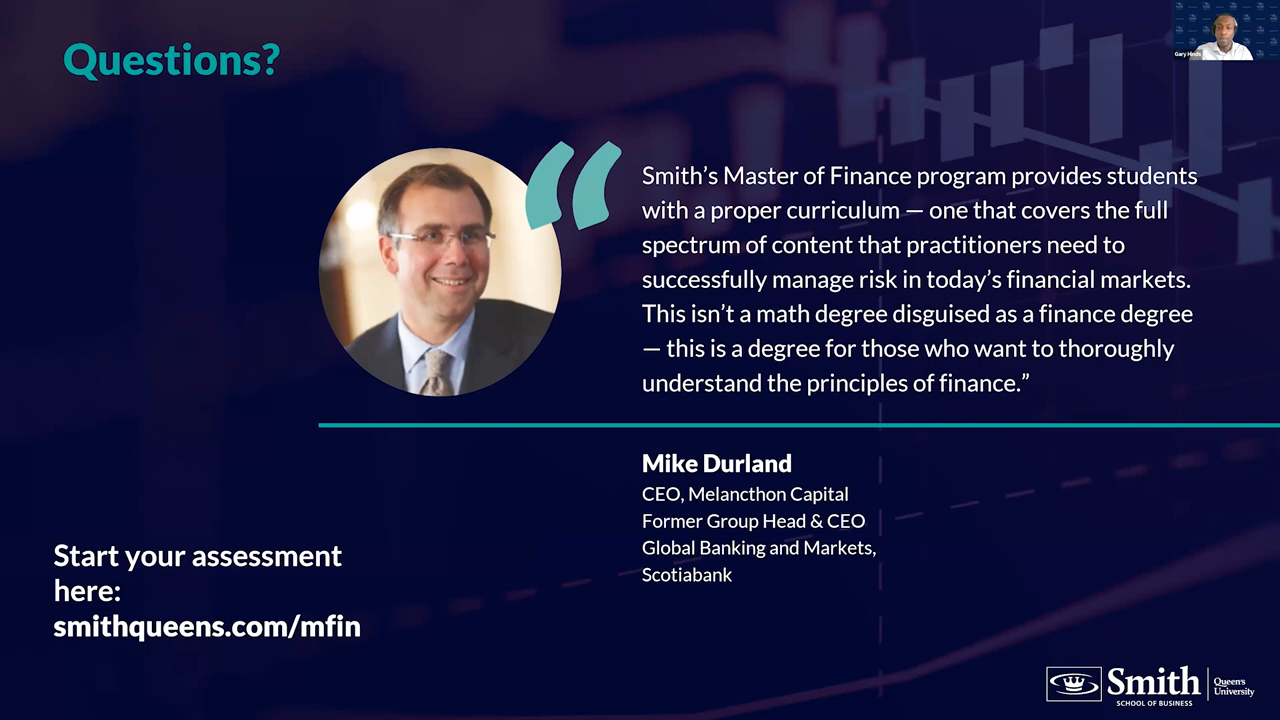 Questions?
Gary Hinds
“
Smith’s Master of Finance program provides students
with a proper curriculum — one that covers the full
spectrum of content that practitioners need to
successfully manage risk in today’s financial markets.
This isn’t a math degree disguised as a finance degree
— this is a degree for those who want to thoroughly
understand the principles of finance.”
Mike Durland
CEO, Melancthon Capital
Former Group Head & CEO
Global Banking and Markets,
Scotiabank
Start your assessment
here:
smithqueens.com/mfin
Smith
SCHOOL OF BUSINESS
Queen's
University